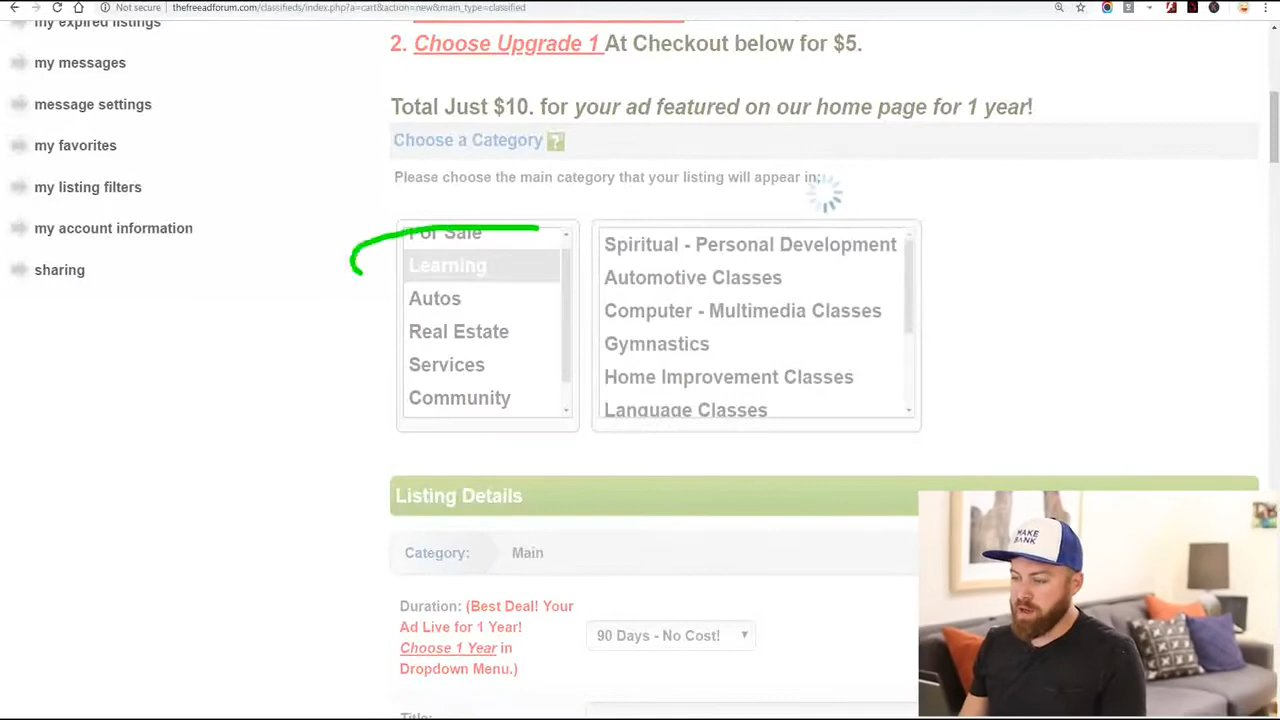 Not secure
thefreeadforum.com/classifieds/index.php?a=cart&action=new&main_type=classified
my expired listings
my messages
message settings
my favorites
my listing filters
my account information
sharing
2. Choose Upgrade 1 At Checkout below for $5.
Total Just $10. for your ad featured on our home page for 1 year!
Choose a Category ?
Please choose the main category that your listing will appear in:
For Sale
Learning
Autos
Real Estate
Services
Community
Spiritual - Personal Development
Automotive Classes
Computer - Multimedia Classes
Gymnastics
Home Improvement Classes
Language Classes
Listing Details
Category:
Main
Duration: (Best Deal! Your
Ad Live for 1 Year!
Choose 1 Year in
Dropdown Menu.)
90 Days - No Cost!
Title:
MAKE
BANK